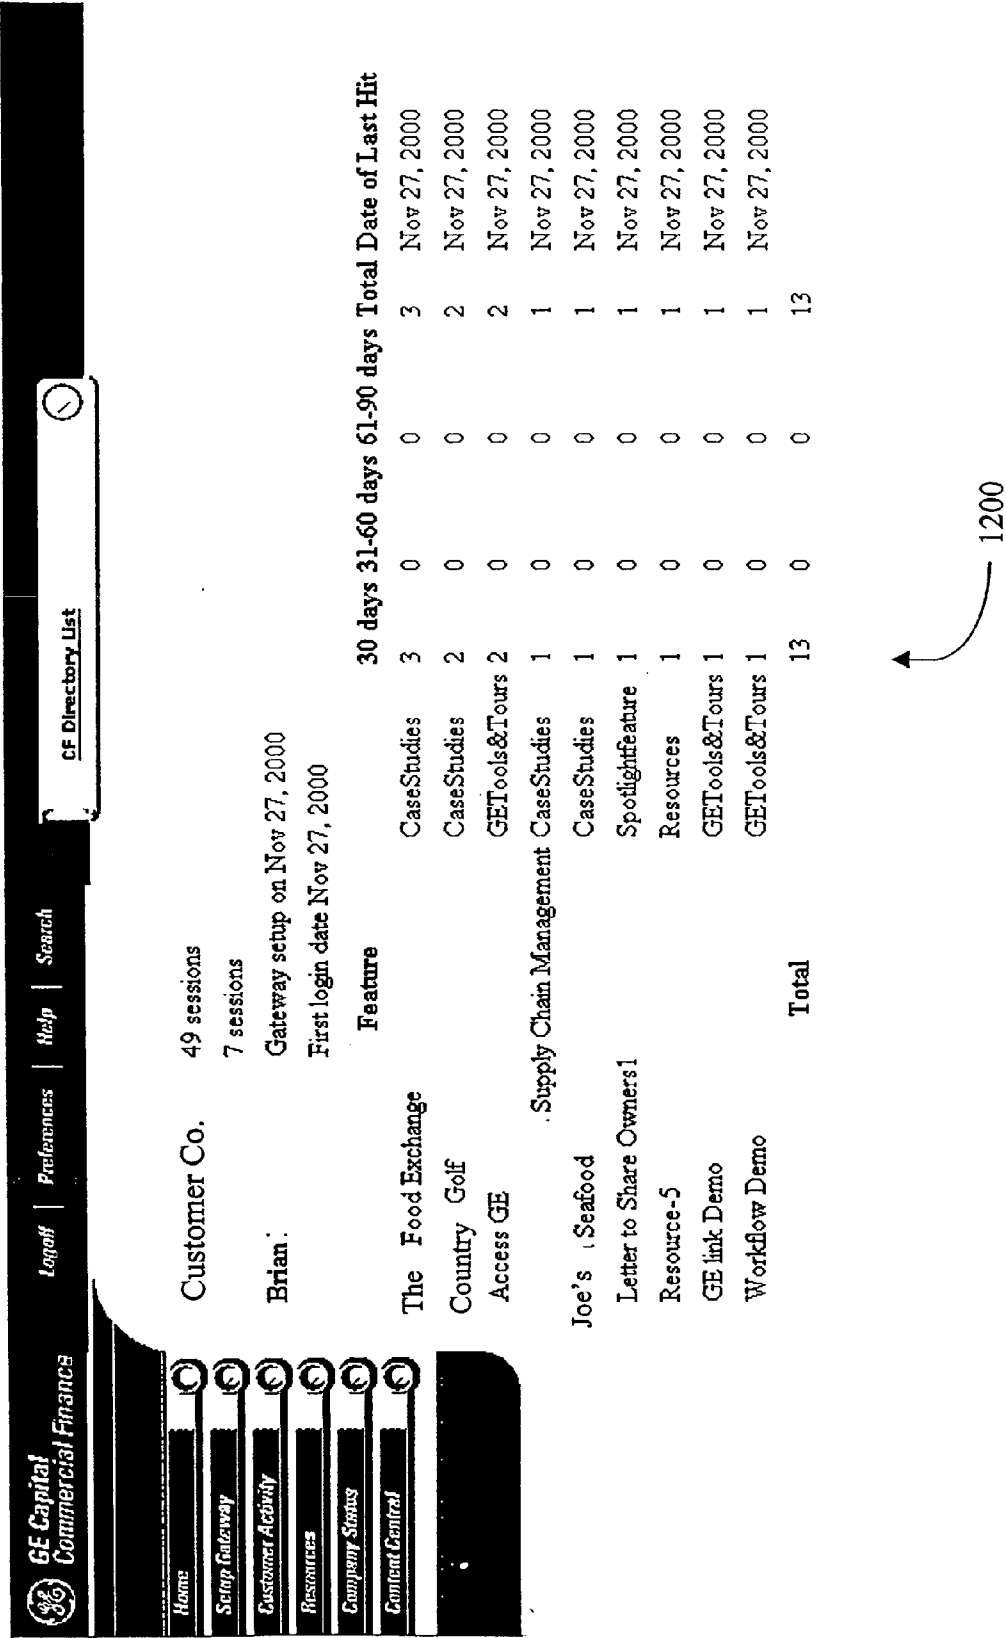 GE Capital
Commercial Finance
Logoff | Preferences | Help | Search
CF Directory List
Home
Setup Gateway
Customer Activity
Resources
Company Status
Content Central
Customer Co. 49 sessions
7 sessions
Brian Gateway setup on Nov 27, 2000
First login date Nov 27, 2000
Feature 30 days 31-60 days 61-90 days Total Date of Last Hit
The Food Exchange CaseStudies 3 0 0 3 Nov 27, 2000
Country Golf CaseStudies 2 0 0 2 Nov 27, 2000
Access GE GETools&Tours 2 0 0 2 Nov 27, 2000
Supply Chain Management CaseStudies 1 0 0 1 Nov 27, 2000
Joe's Seafood CaseStudies 1 0 0 1 Nov 27, 2000
Letter to Share Owners1 Spotlightfeature 1 0 0 1 Nov 27, 2000
Resource-5 Resources 1 0 0 1 Nov 27, 2000
GE link Demo GETools&Tours 1 0 0 1 Nov 27, 2000
Workflow Demo GETools&Tours 1 0 0 1 Nov 27, 2000
Total 13 0 0 13
1200